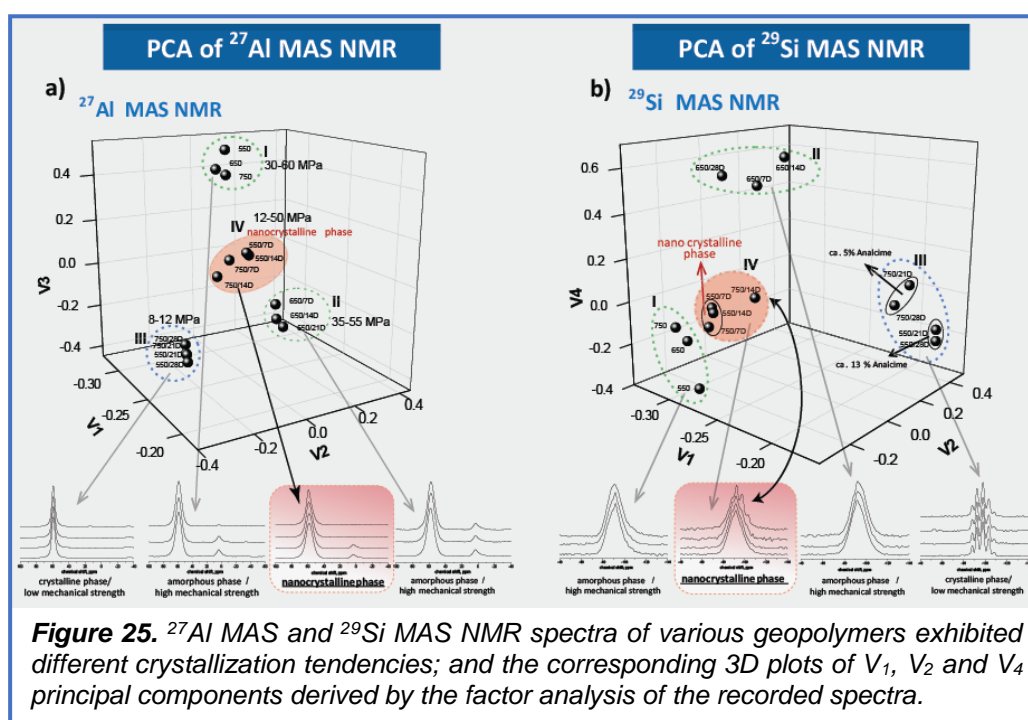 PCA of ²⁷Al MAS NMR
PCA of ²⁹Si MAS NMR
a)
²⁷Al MAS NMR
V3
0.4
0.2
0.0
-0.2
-0.4
550
650
750
I
30-60 MPa
IV
12-50 MPa
nanocrystalline phase
550/7D
550/14D
750/7D
750/14D
650/7D
650/14D
650/21D
II
35-55 MPa
8-12 MPa
III
750/28D
750/21D
550/21D
550/28D
-0.30
-0.25
-0.20
V1
-0.4
-0.2
0.0
0.2
0.4
V2
crystalline phase/
low mechanical strength
amorphous phase /
high mechanical strength
nanocrystalline phase
amorphous phase /
high mechanical strength
b)
²⁹Si MAS NMR
V4
0.6
0.4
0.2
0.0
-0.2
-0.4
650/28D
650/7D
650/14D
II
nano crystalline
phase
IV
550/7D
750/14D
550/14D
750/7D
I
750
650
550
ca . 5% Analcime
III
750/21D
750/28D
550/21D
550/28D
ca . 13 % Analcime
-0.30
-0.25
-0.20
V1
-0.2
0.0
0.2
0.4
V2
amorphous phase /
high mechanical strength
nanocrystalline phase
amorphous phase /
high mechanical strength
crystalline phase/
low mechanical strength
Figure 25. ²⁷Al MAS and ²⁹Si MAS NMR spectra of various geopolymers exhibited
different crystallization tendencies; and the corresponding 3D plots of V₁, V₂ and V₄
principal components derived by the factor analysis of the recorded spectra.